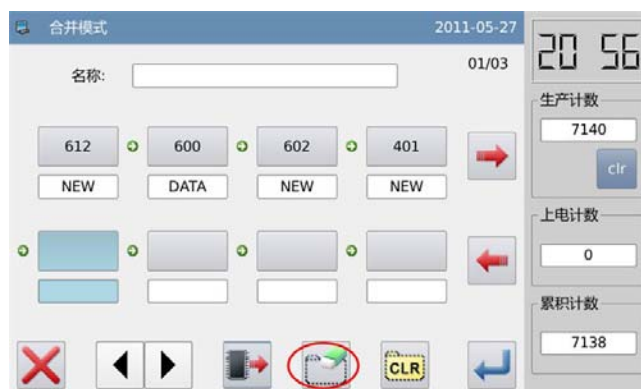 合并模式 2011-05-27
20 56
01/03
名称:
生产计数
7140
clr
612 600 602 401
NEW DATA NEW NEW
上电计数
0
累积计数
7138
CLR